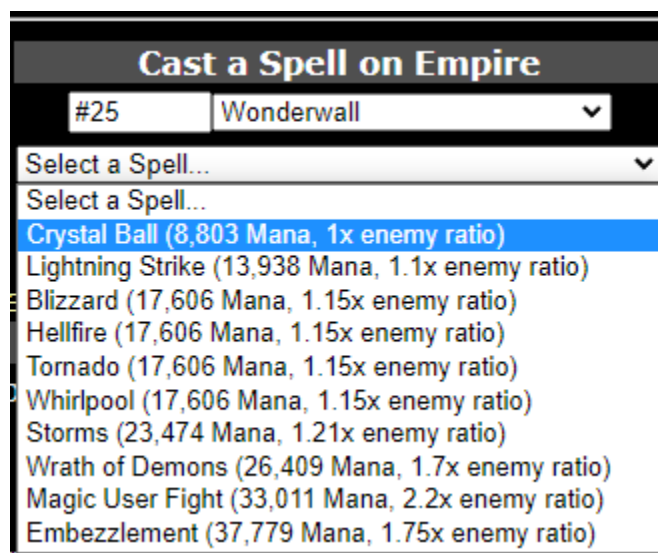 Cast a Spell on Empire
#25 Wonderwall
Select a Spell...
Select a Spell...
Crystal Ball (8,803 Mana, 1x enemy ratio)
Lightning Strike (13,938 Mana, 1.1x enemy ratio)
Blizzard (17,606 Mana, 1.15x enemy ratio)
Hellfire (17,606 Mana, 1.15x enemy ratio)
Tornado (17,606 Mana, 1.15x enemy ratio)
Whirlpool (17,606 Mana, 1.15x enemy ratio)
Storms (23,474 Mana, 1.21x enemy ratio)
Wrath of Demons (26,409 Mana, 1.7x enemy ratio)
Magic User Fight (33,011 Mana, 2.2x enemy ratio)
Embezzlement (37,779 Mana, 1.75x enemy ratio)